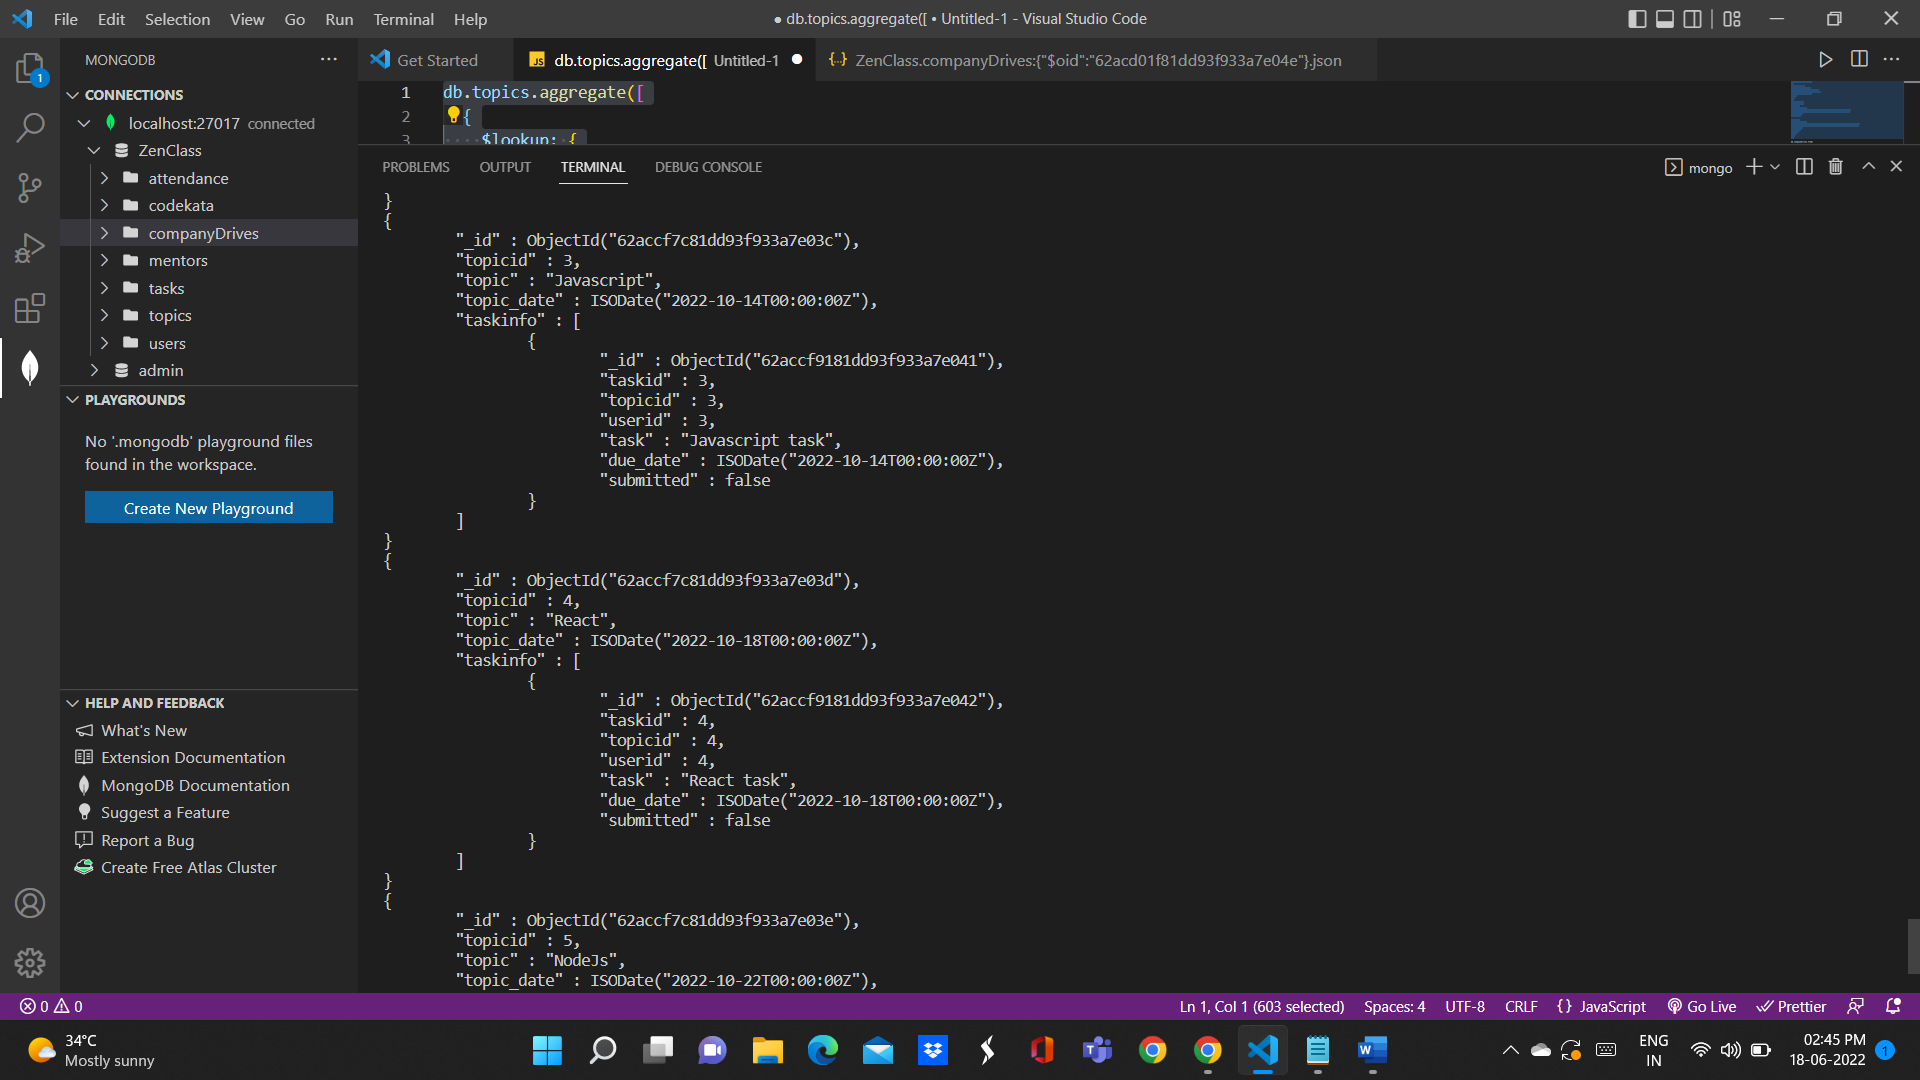 File Edit Selection View Go Run Terminal Help
● db.topics.aggregate([ • Untitled-1 - Visual Studio Code
MONGODB
CONNECTIONS
localhost:27017 connected
ZenClass
attendance
codekata
companyDrives
mentors
tasks
topics
users
admin
PLAYGROUNDS
No '.mongodb' playground files
found in the workspace.
Create New Playground
HELP AND FEEDBACK
What's New
Extension Documentation
MongoDB Documentation
Suggest a Feature
Report a Bug
Create Free Atlas Cluster
1
Get Started
JS db.topics.aggregate([ Untitled-1 ●
{··} ZenClass.companyDrives:{"$oid":"62acd01f81dd93f933a7e04e"}.json
1 db.topics.aggregate([
2 {
3 ····$lookup:·{
PROBLEMS OUTPUT TERMINAL DEBUG CONSOLE
mongo
}
{
"_id" : ObjectId("62accf7c81dd93f933a7e03c"),
"topicid" : 3,
"topic" : "Javascript",
"topic_date" : ISODate("2022-10-14T00:00:00Z"),
"taskinfo" : [
{
"_id" : ObjectId("62accf9181dd93f933a7e041"),
"taskid" : 3,
"topicid" : 3,
"userid" : 3,
"task" : "Javascript task",
"due_date" : ISODate("2022-10-14T00:00:00Z"),
"submitted" : false
}
]
}
{
"_id" : ObjectId("62accf7c81dd93f933a7e03d"),
"topicid" : 4,
"topic" : "React",
"topic_date" : ISODate("2022-10-18T00:00:00Z"),
"taskinfo" : [
{
"_id" : ObjectId("62accf9181dd93f933a7e042"),
"taskid" : 4,
"topicid" : 4,
"userid" : 4,
"task" : "React task",
"due_date" : ISODate("2022-10-18T00:00:00Z"),
"submitted" : false
}
]
}
{
"_id" : ObjectId("62accf7c81dd93f933a7e03e"),
"topicid" : 5,
"topic" : "NodeJs",
"topic_date" : ISODate("2022-10-22T00:00:00Z"),
0 0
Ln 1, Col 1 (603 selected) Spaces: 4 UTF-8 CRLF {} JavaScript Go Live Prettier
34°C
Mostly sunny
ENG
IN
02:45 PM
18-06-2022
1